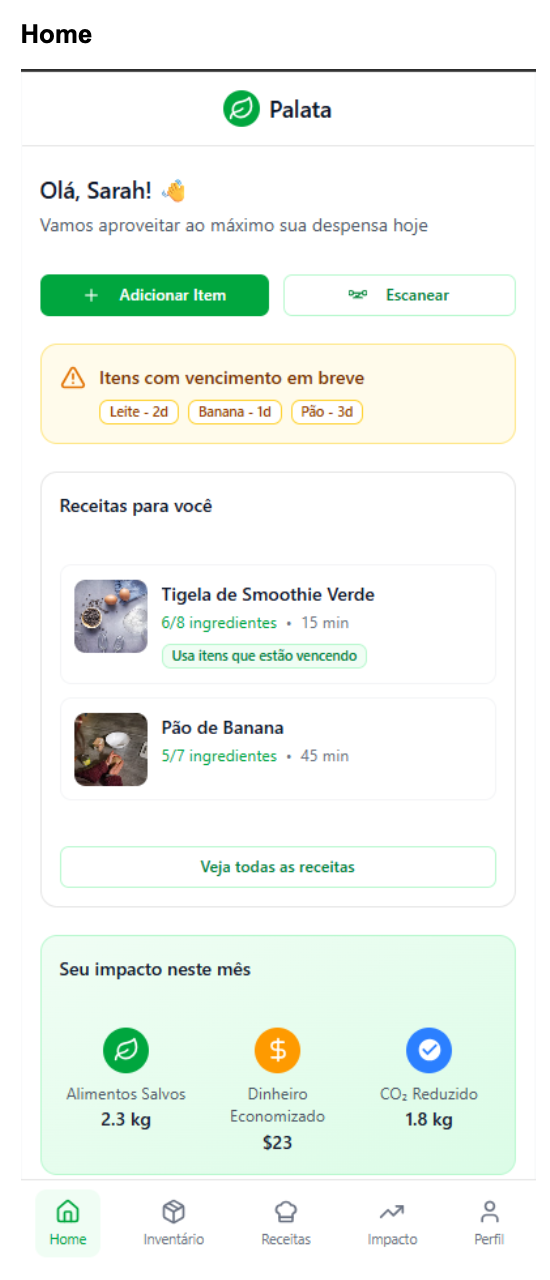 Home
Palata
Olá, Sarah! 👋
Vamos aproveitar ao máximo sua despensa hoje
+ Adicionar Item
Escanear
Itens com vencimento em breve
Leite - 2d
Banana - 1d
Pão - 3d
Receitas para você
Tigela de Smoothie Verde
6/8 ingredientes • 15 min
Usa itens que estão vencendo
Pão de Banana
5/7 ingredientes • 45 min
Veja todas as receitas
Seu impacto neste mês
Alimentos Salvos
2.3 kg
Dinheiro
Economizado
$23
CO₂ Reduzido
1.8 kg
Home
Inventário
Receitas
Impacto
Perfil